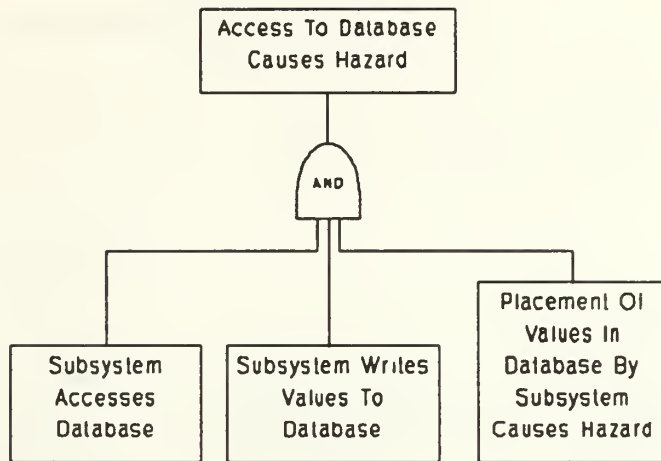 Access To Database
Causes Hazard
AND
Subsystem
Accesses
Database
Subsystem Writes
Values To
Database
Placement Of
Values In
Database By
Subsystem
Causes Hazard